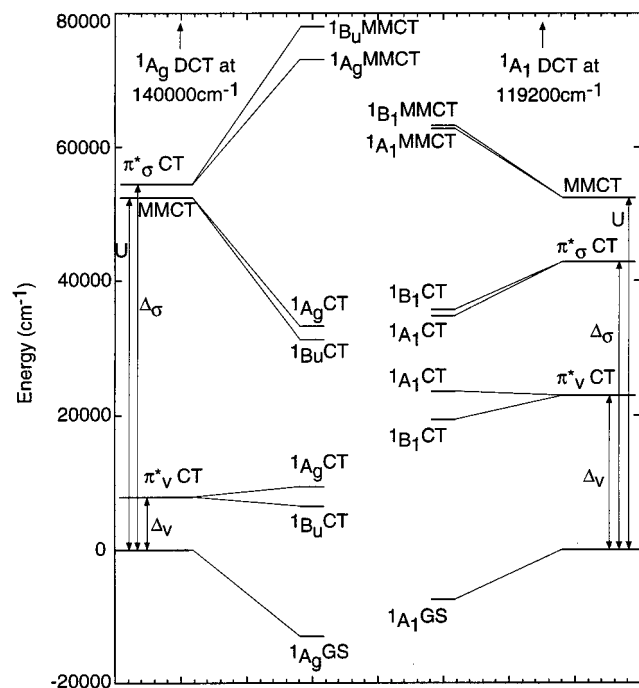 80000
60000
40000
20000
0
-20000
Energy (cm⁻¹)
¹Ag DCT at
140000cm⁻¹
¹BuMMCT
¹AgMMCT
π*σ CT
MMCT
U
Δσ
¹AgCT
¹BuCT
π*v CT
Δv
¹AgCT
¹BuCT
¹AgGS
¹A1 DCT at
119200cm⁻¹
¹B1MMCT
¹A1MMCT
MMCT
U
π*σ CT
¹B1CT
¹A1CT
Δσ
¹A1CT
π*v CT
¹B1CT
Δv
¹A1GS